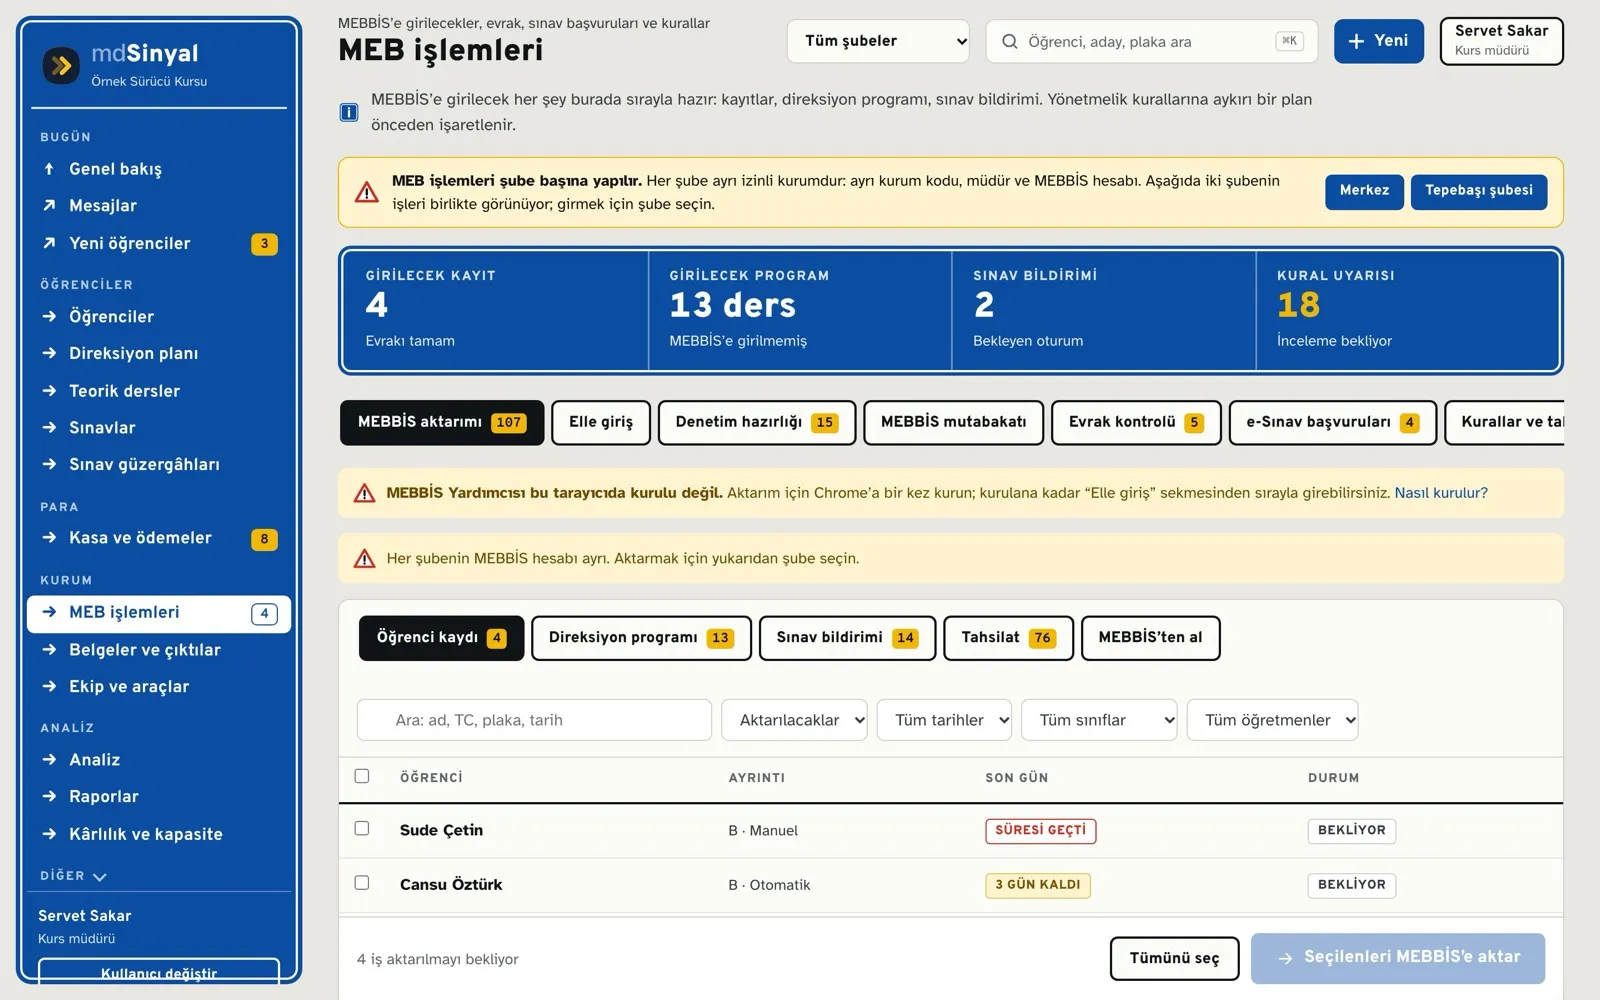 mdSinyal
Örnek Sürücü Kursu
BUGÜN
Genel bakış
Mesajlar
Yeni öğrenciler 3
ÖĞRENCİLER
Öğrenciler
Direksiyon planı
Teorik dersler
Sınavlar
Sınav güzergâhları
PARA
Kasa ve ödemeler 8
KURUM
MEB işlemleri 4
Belgeler ve çıktılar
Ekip ve araçlar
ANALİZ
Analiz
Raporlar
Kârlılık ve kapasite
DİĞER
Servet Sakar
Kurs müdürü
Kullanıcı değiştir
MEBBİS'e girilecekler, evrak, sınav başvuruları ve kurallar
MEB işlemleri
Tüm şubeler
Öğrenci, aday, plaka ara ⌘K
+ Yeni
Servet Sakar
Kurs müdürü
MEBBİS’e girilecek her şey burada sırayla hazır: kayıtlar, direksiyon programı, sınav bildirimi. Yönetmelik kurallarına aykırı bir plan
önceden işaretlenir.
MEB işlemleri şube başına yapılır. Her şube ayrı izinli kurumdur: ayrı kurum kodu, müdür ve MEBBİS hesabı. Aşağıda iki şubenin
işleri birlikte görünüyor; girmek için şube seçin.
Merkez
Tepebaşı şubesi
GİRİLECEK KAYIT
4
Evrakı tamam
GİRİLECEK PROGRAM
13 ders
MEBBİS’e girilmemiş
SINAV BİLDİRİMİ
2
Bekleyen oturum
KURAL UYARISI
18
İnceleme bekliyor
MEBBİS aktarımı 107
Elle giriş
Denetim hazırlığı 15
MEBBİS mutabakatı
Evrak kontrolü 5
e-Sınav başvuruları 4
Kurallar ve ta
MEBBİS Yardımcısı bu tarayıcıda kurulu değil. Aktarım için Chrome’a bir kez kurun; kurulana kadar “Elle giriş” sekmesinden sırayla girebilirsiniz. Nasıl kurulur?
Her şubenin MEBBİS hesabı ayrı. Aktarmak için yukarıdan şube seçin.
Öğrenci kaydı 4
Direksiyon programı 13
Sınav bildirimi 14
Tahsilat 76
MEBBİS’ten al
Ara: ad, TC, plaka, tarih
Aktarılacaklar
Tüm tarihler
Tüm sınıflar
Tüm öğretmenler
ÖĞRENCİ AYRINTI SON GÜN DURUM
Sude Çetin B · Manuel SÜRESİ GEÇTİ BEKLİYOR
Cansu Öztürk B · Otomatik 3 GÜN KALDI BEKLİYOR
4 iş aktarılmayı bekliyor
Tümünü seç
Seçilenleri MEBBİS’e aktar